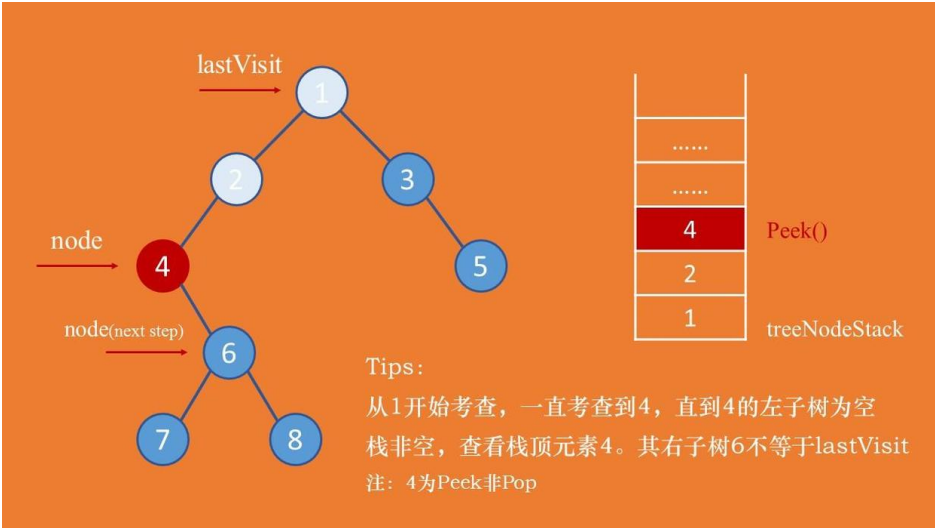 lastVisit
1
2
3
node
4
5
node(next step)
6
7
8
……
……
4
Peek()
2
1
treeNodeStack
Tips:
从1开始考查，一直考查到4，直到4的左子树为空
栈非空，查看栈顶元素4。其右子树6不等于lastVisit
注：4为Peek非Pop